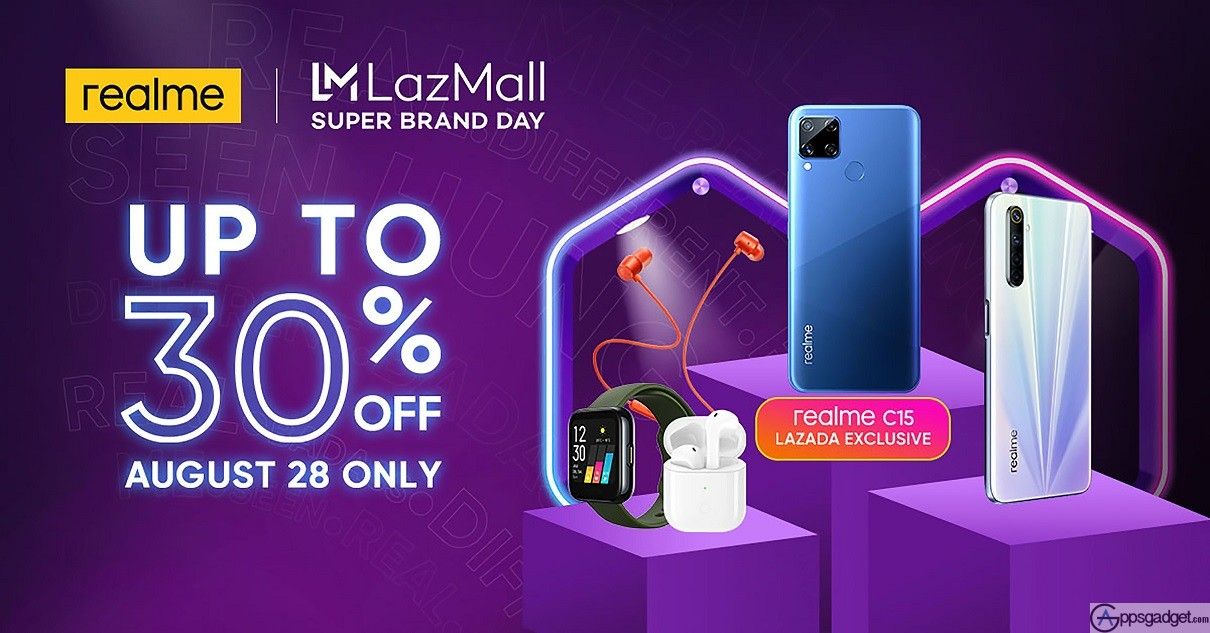 realme
LM LazMall
SUPER BRAND DAY
UP TO
30%
OFF
AUGUST 28 ONLY
realme
realme C15
LAZADA EXCLUSIVE
realme
12
30
Appsgadget.com